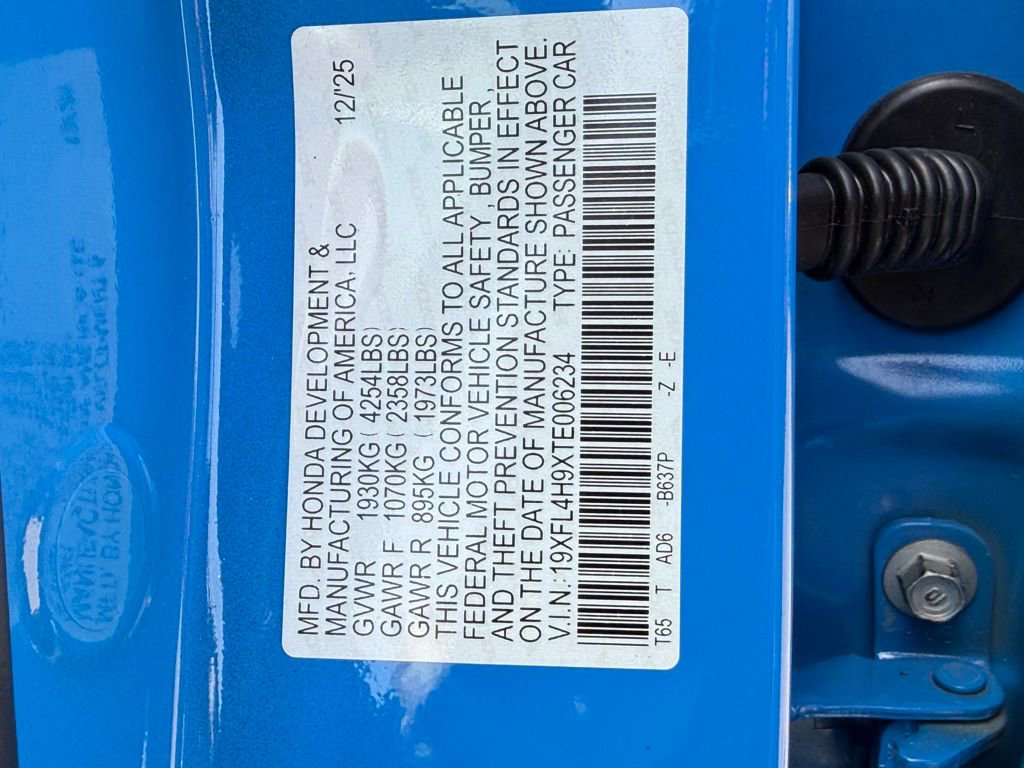 MFD. BY HONDA DEVELOPMENT &
MANUFACTURING OF AMERICA, LLC 12/'25
GVWR 1930KG ( 4254LBS)
GAWR F 1070KG ( 2358LBS)
GAWR R 895KG ( 1973LBS)
THIS VEHICLE CONFORMS TO ALL APPLICABLE
FEDERAL MOTOR VEHICLE SAFETY, BUMPER,
AND THEFT PREVENTION STANDARDS IN EFFECT
ON THE DATE OF MANUFACTURE SHOWN ABOVE.
V.I.N.: 19XFL4H9XTE006234 TYPE: PASSENGER CAR
T65 T AD6 -B637P -Z -E